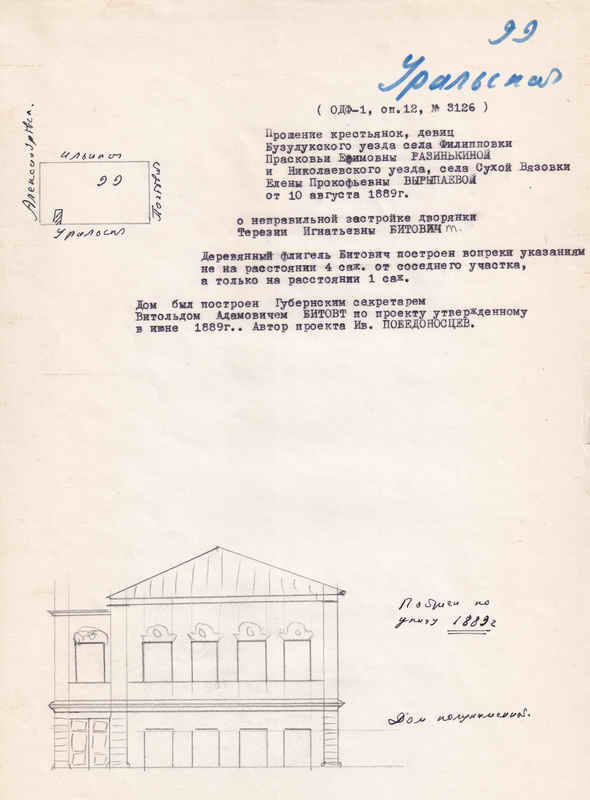 99
Уральская
( ОДФ-1, оп.12, № 3126 )
Прошение крестьянок, девиц
Бузулукского уезда села Филипповки
Прасковьи Ефимовны РАЗИНЬКИНОЙ
и Николаевского уезда, села Сухой Вязовки
Елены Прокофьевны ВЫРЫПАЕВОЙ
от 10 августа 1889г.
Ильинск
99
Уральск
о неправильной застройке дворянки
Терезии Игнатьевны БИТОВИЧ т.
Деревянный флигель Битович построен вопреки указаниям
не на расстоянии 4 саж. от соседнего участка,
а только на расстоянии 1 саж.
Дом был построен Губернским секретарем
Витольдом Адамовичем БИТОВТ по проекту утвержденному
в июне 1889г.. Автор проекта Ив. ПОБЕДОНОСЦЕВ.
по
1889г
Дом полукаменный.